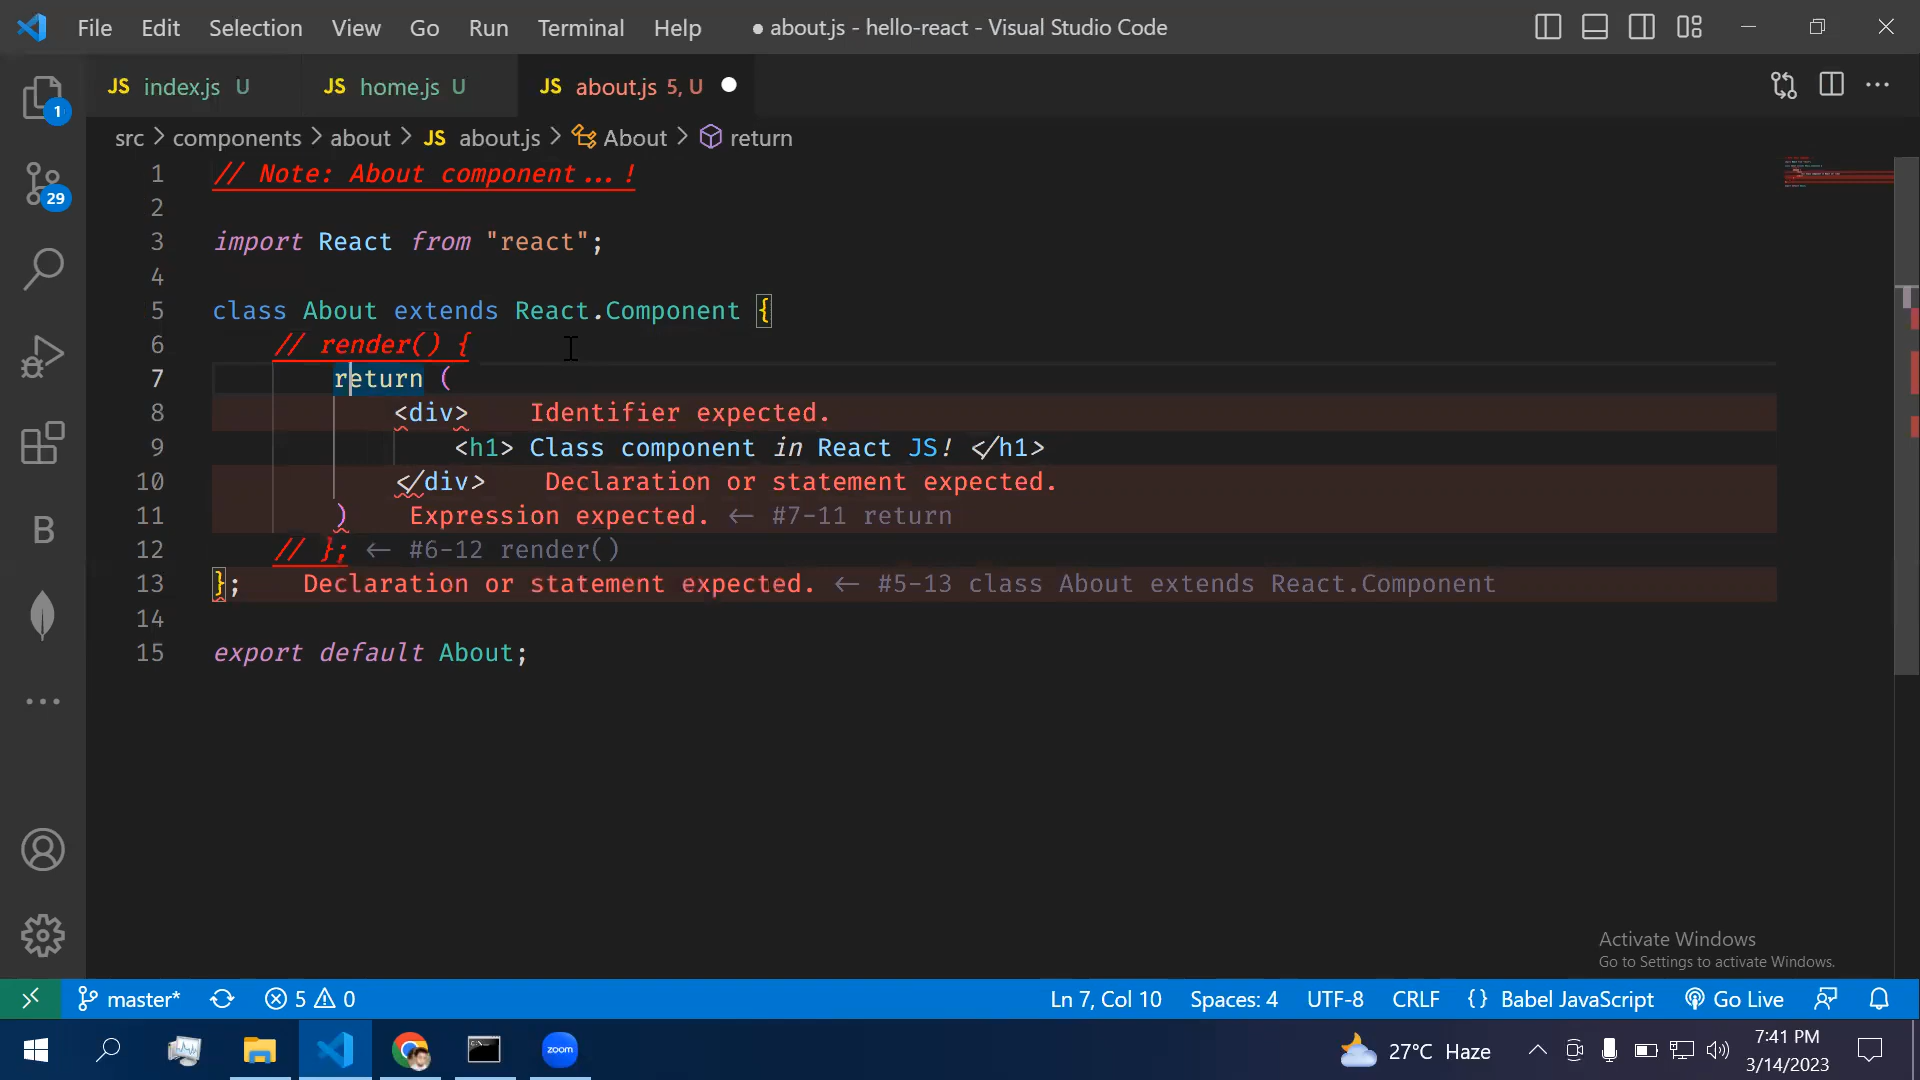 File Edit Selection View Go Run Terminal Help ● about.js - hello-react - Visual Studio Code
JS index.js U JS home.js U JS about.js 5, U
src > components > about > JS about.js > About > return
1 // Note: About component...!
2
3 import React from "react";
4
5 class About extends React.Component {
6 // render() {
7 return (
8 <div> Identifier expected.
9 <h1> Class component in React JS! </h1>
10 </div> Declaration or statement expected.
11 ) Expression expected. ← #7-11 return
12 // }; ← #6-12 render()
13 }; Declaration or statement expected. ← #5-13 class About extends React.Component
14
15 export default About;
1
29
B
Activate Windows
Go to Settings to activate Windows.
master* 5 0 Ln 7, Col 10 Spaces: 4 UTF-8 CRLF {} Babel JavaScript Go Live
zoom 27°C Haze 7:41 PM
3/14/2023